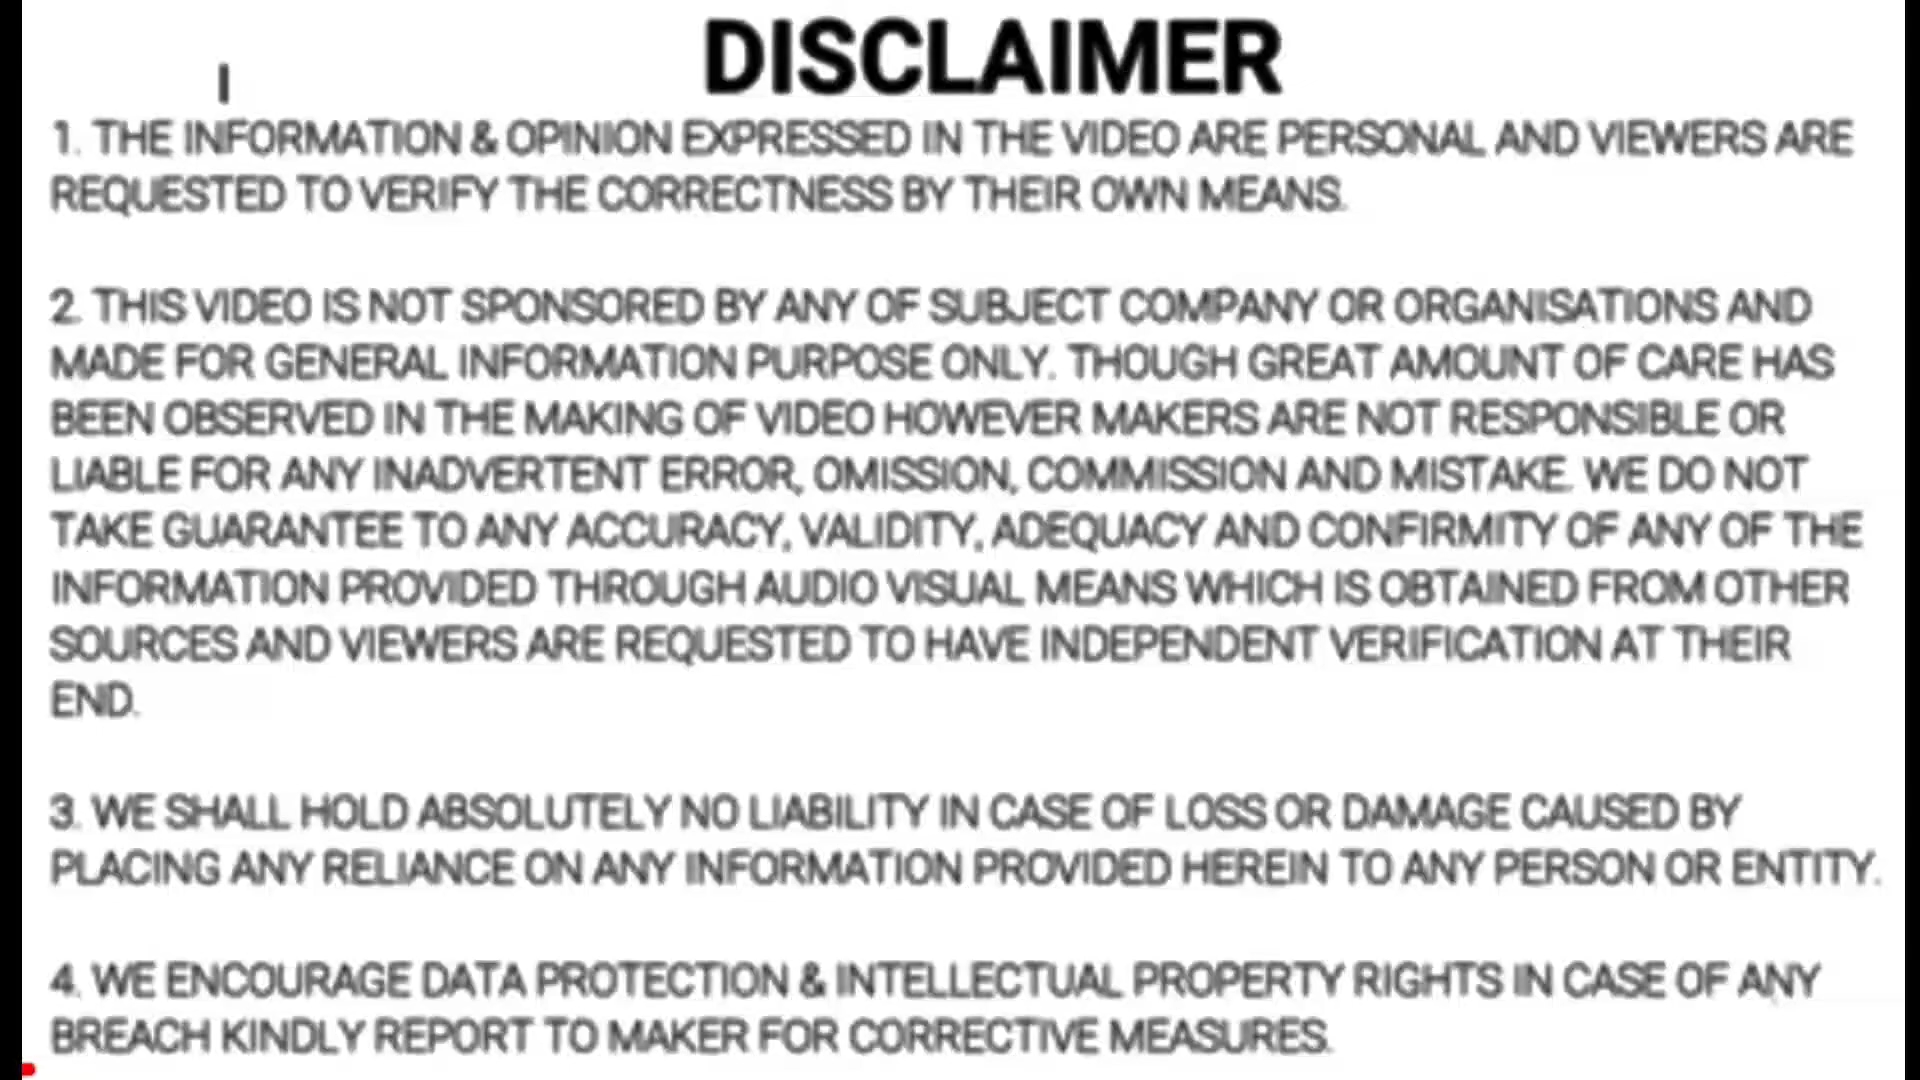 DISCLAIMER
1. THE INFORMATION & OPINION EXPRESSED IN THE VIDEO ARE PERSONAL AND VIEWERS ARE
REQUESTED TO VERIFY THE CORRECTNESS BY THEIR OWN MEANS.
2. THIS VIDEO IS NOT SPONSORED BY ANY OF SUBJECT COMPANY OR ORGANISATIONS AND
MADE FOR GENERAL INFORMATION PURPOSE ONLY. THOUGH GREAT AMOUNT OF CARE HAS
BEEN OBSERVED IN THE MAKING OF VIDEO HOWEVER MAKERS ARE NOT RESPONSIBLE OR
LIABLE FOR ANY INADVERTENT ERROR, OMISSION, COMMISSION AND MISTAKE. WE DO NOT
TAKE GUARANTEE TO ANY ACCURACY, VALIDITY, ADEQUACY AND CONFIRMITY OF ANY OF THE
INFORMATION PROVIDED THROUGH AUDIO VISUAL MEANS WHICH IS OBTAINED FROM OTHER
SOURCES AND VIEWERS ARE REQUESTED TO HAVE INDEPENDENT VERIFICATION AT THEIR
END.
3. WE SHALL HOLD ABSOLUTELY NO LIABILITY IN CASE OF LOSS OR DAMAGE CAUSED BY
PLACING ANY RELIANCE ON ANY INFORMATION PROVIDED HEREIN TO ANY PERSON OR ENTITY.
4. WE ENCOURAGE DATA PROTECTION & INTELLECTUAL PROPERTY RIGHTS IN CASE OF ANY
BREACH KINDLY REPORT TO MAKER FOR CORRECTIVE MEASURES.